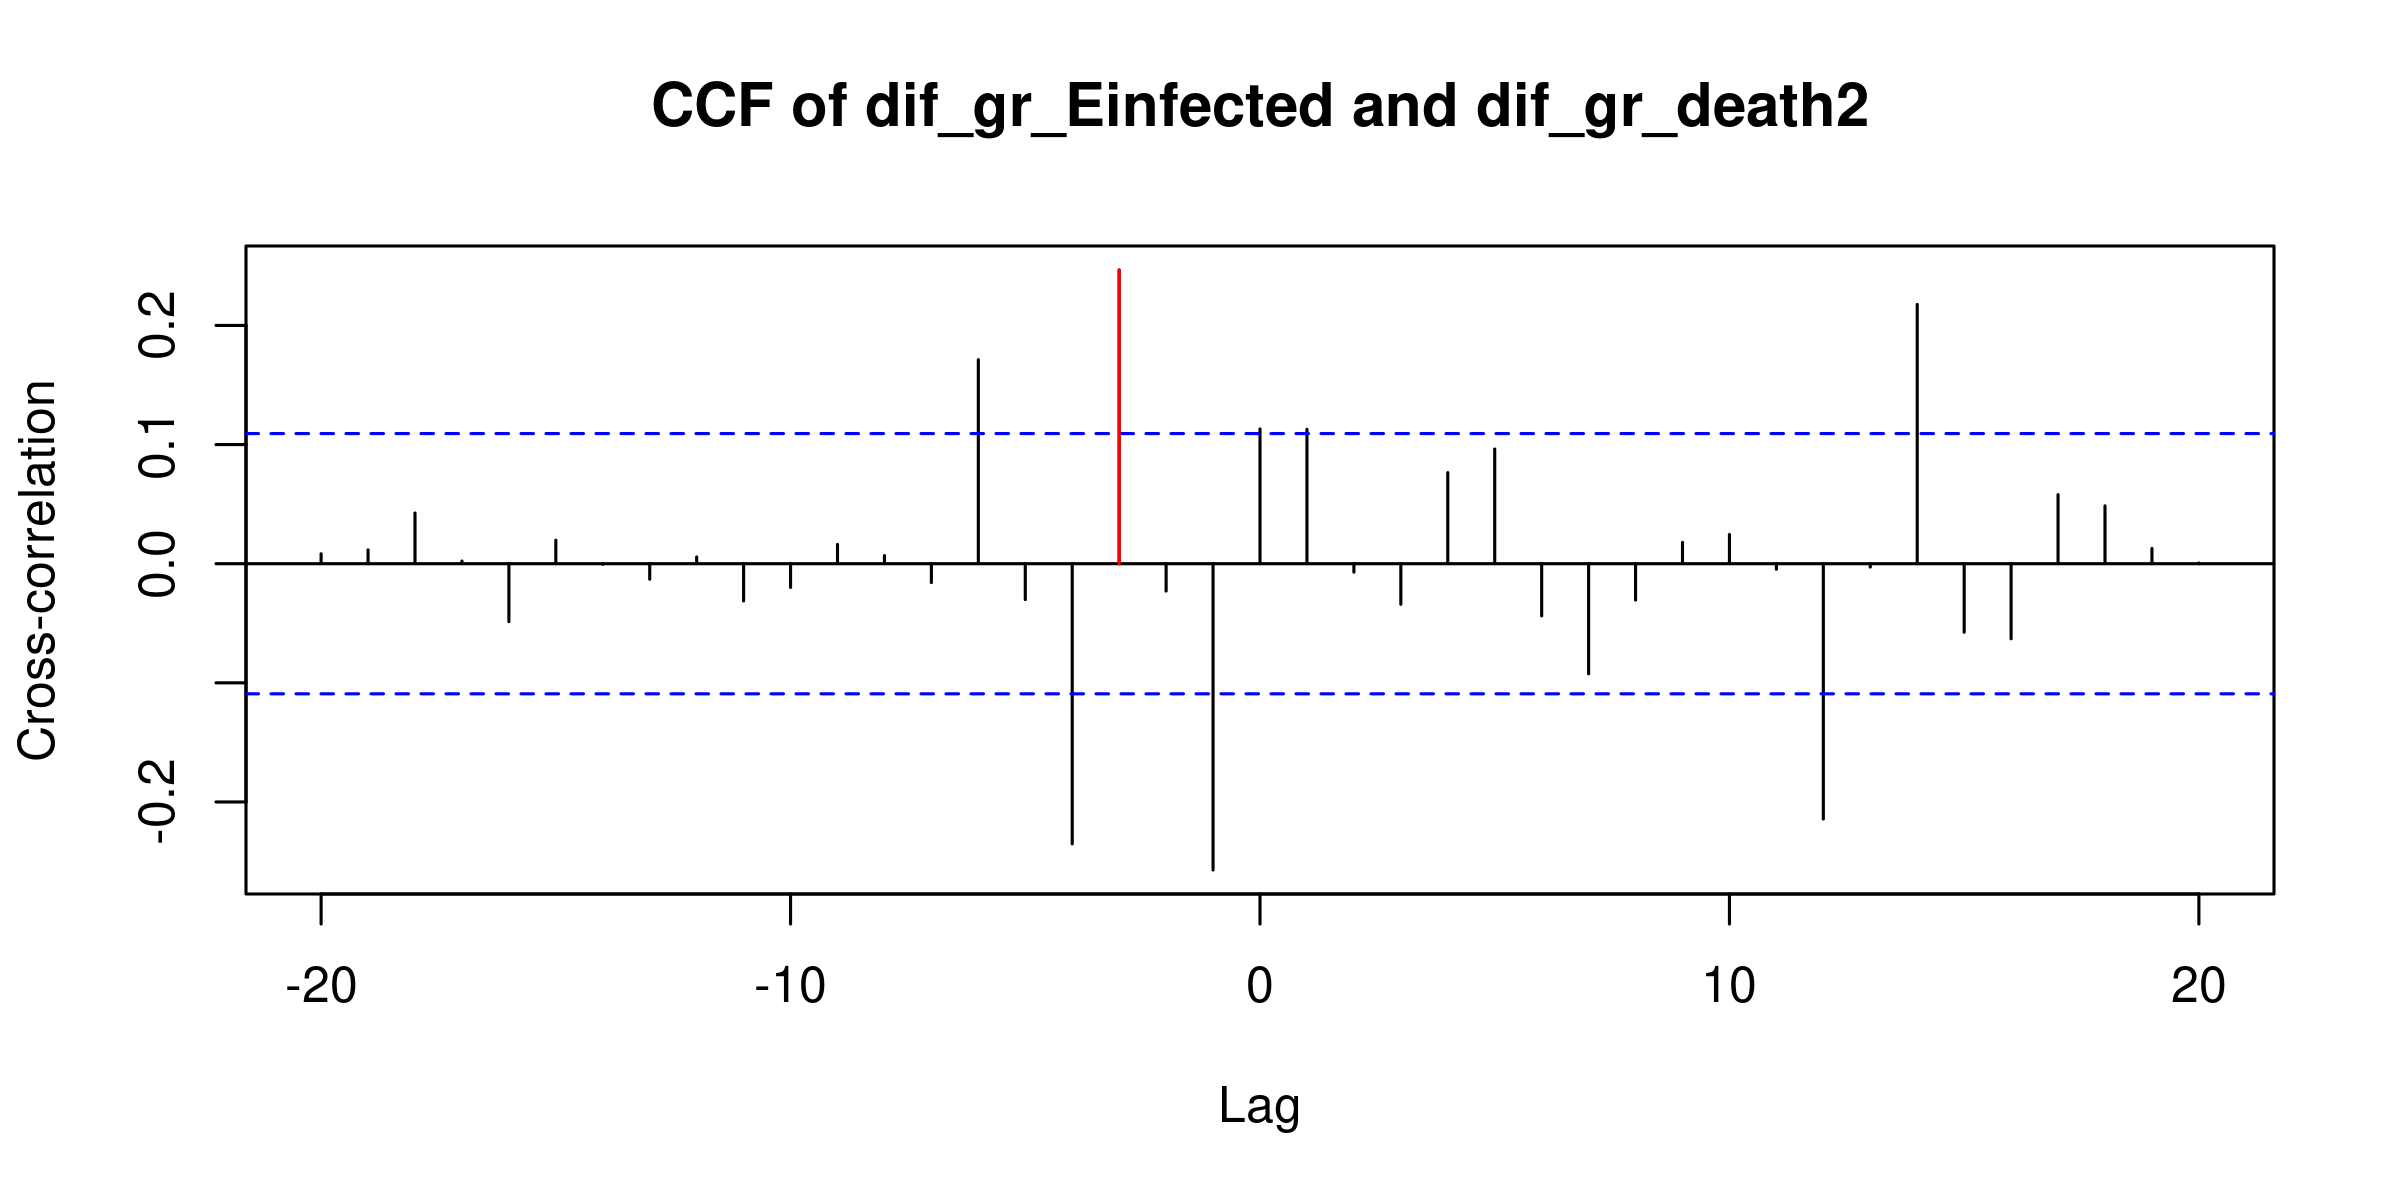 CCF of dif_gr_Einfected and dif_gr_death2
Cross-correlation
0.2
0.1
0.0
-0.2
-20 -10 0 10 20
Lag